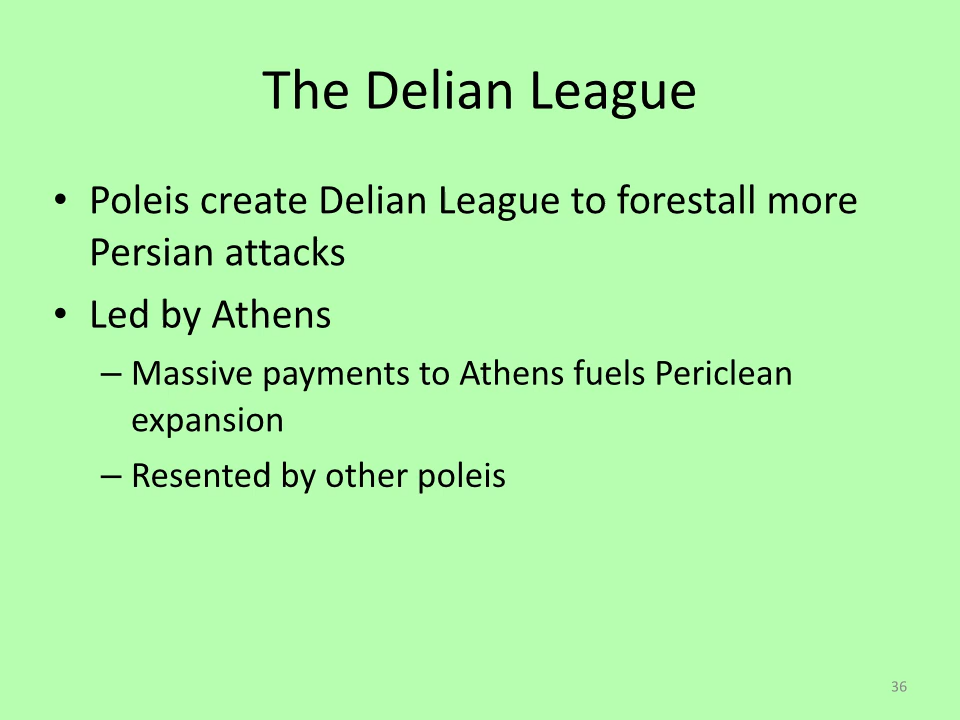 The Delian League
• Poleis create Delian League to forestall more
Persian attacks
• Led by Athens
– Massive payments to Athens fuels Periclean
expansion
– Resented by other poleis
36